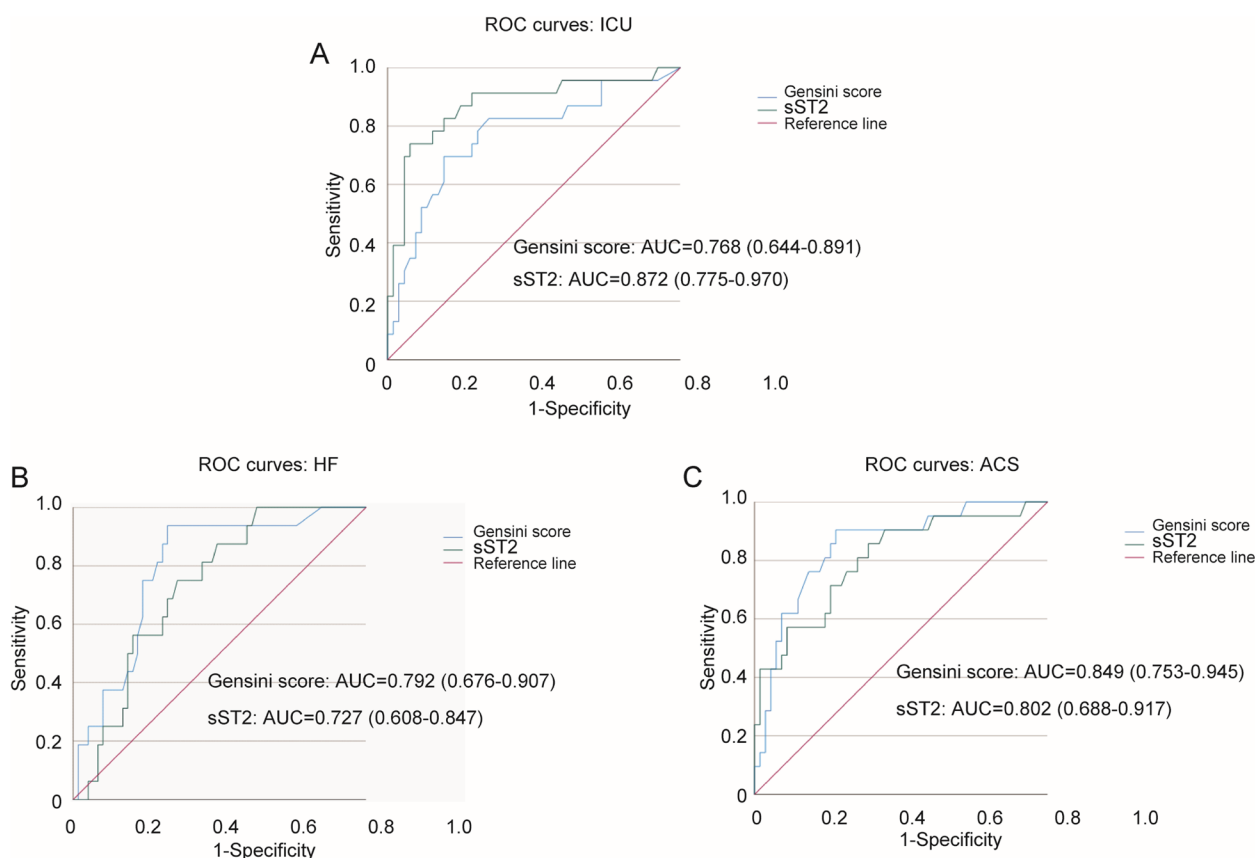 ROC curves: ICU
A
1.0
0.8
0.6
0.4
0.2
0
Sensitivity
Gensini score
sST2
Reference line
Gensini score: AUC=0.768 (0.644-0.891)
sST2: AUC=0.872 (0.775-0.970)
0 0.2 0.4 0.6 0.8 1.0
1-Specificity
ROC curves: HF
B
1.0
0.8
0.6
0.4
0.2
0
Sensitivity
Gensini score
sST2
Reference line
Gensini score: AUC=0.792 (0.676-0.907)
sST2: AUC=0.727 (0.608-0.847)
0 0.2 0.4 0.6 0.8 1.0
1-Specificity
ROC curves: ACS
C
1.0
0.8
0.6
0.4
0.2
0
Sensitivity
Gensini score
sST2
Reference line
Gensini score: AUC=0.849 (0.753-0.945)
sST2: AUC=0.802 (0.688-0.917)
0 0.2 0.4 0.6 0.8 1.0
1-Specificity